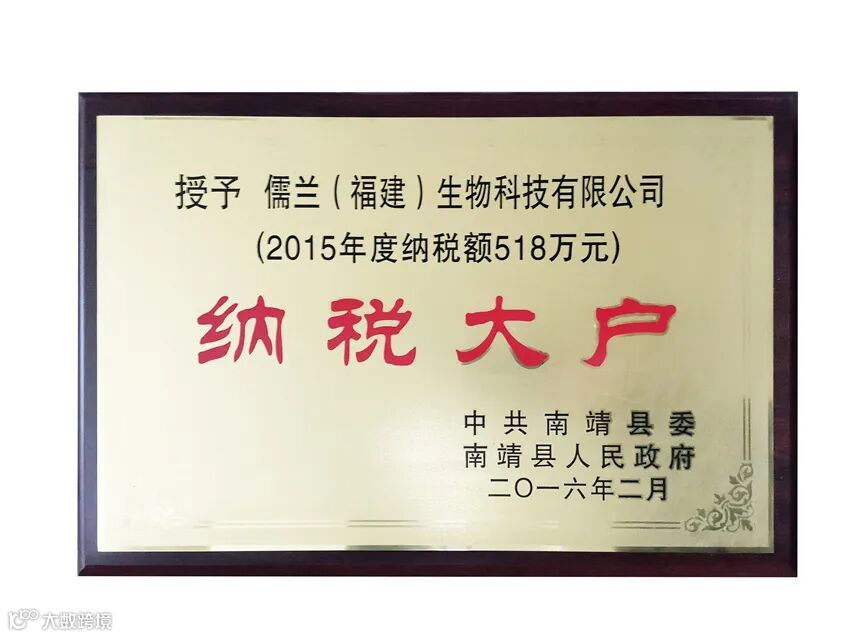 授予 儒兰（福建）生物科技有限公司
(2015年度纳税额518万元)
纳税大户
中共南靖县委
南靖县人民政府
二〇一六年二月
大数跨境